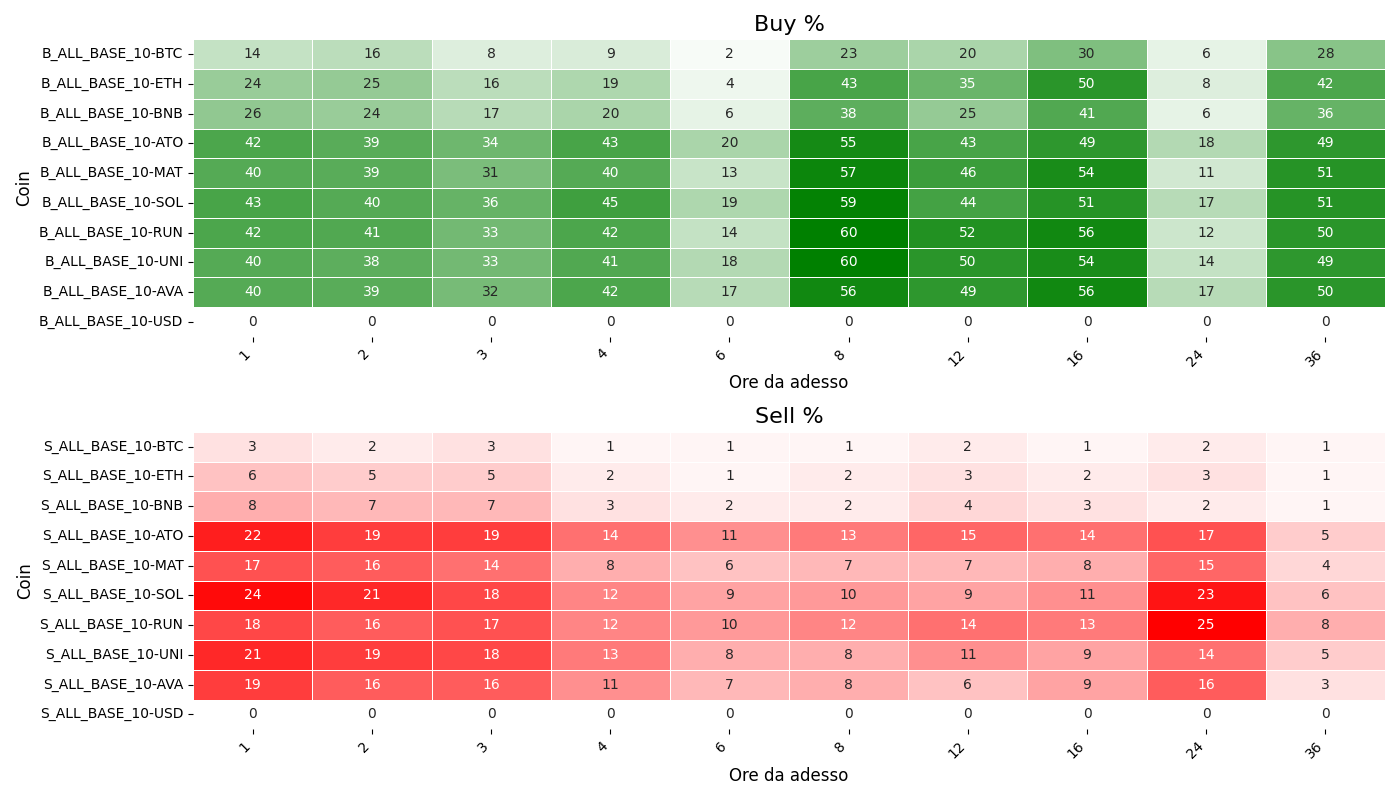 Buy %
B_ALL_BASE_10-BTC 14 16 8 9 2 23 20 30 6 28
B_ALL_BASE_10-ETH 24 25 16 19 4 43 35 50 8 42
B_ALL_BASE_10-BNB 26 24 17 20 6 38 25 41 6 36
B_ALL_BASE_10-ATO 42 39 34 43 20 55 43 49 18 49
B_ALL_BASE_10-MAT 40 39 31 40 13 57 46 54 11 51
B_ALL_BASE_10-SOL 43 40 36 45 19 59 44 51 17 51
B_ALL_BASE_10-RUN 42 41 33 42 14 60 52 56 12 50
B_ALL_BASE_10-UNI 40 38 33 41 18 60 50 54 14 49
B_ALL_BASE_10-AVA 40 39 32 42 17 56 49 56 17 50
B_ALL_BASE_10-USD 0 0 0 0 0 0 0 0 0 0
Coin
1 2 3 4 6 8 12 16 24 36
Ore da adesso
Sell %
S_ALL_BASE_10-BTC 3 2 3 1 1 1 2 1 2 1
S_ALL_BASE_10-ETH 6 5 5 2 1 2 3 2 3 1
S_ALL_BASE_10-BNB 8 7 7 3 2 2 4 3 2 1
S_ALL_BASE_10-ATO 22 19 19 14 11 13 15 14 17 5
S_ALL_BASE_10-MAT 17 16 14 8 6 7 7 8 15 4
S_ALL_BASE_10-SOL 24 21 18 12 9 10 9 11 23 6
S_ALL_BASE_10-RUN 18 16 17 12 10 12 14 13 25 8
S_ALL_BASE_10-UNI 21 19 18 13 8 8 11 9 14 5
S_ALL_BASE_10-AVA 19 16 16 11 7 8 6 9 16 3
S_ALL_BASE_10-USD 0 0 0 0 0 0 0 0 0 0
Coin
1 2 3 4 6 8 12 16 24 36
Ore da adesso